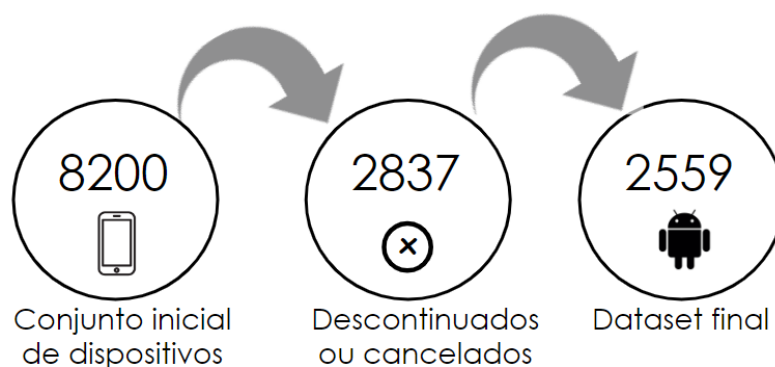 8200
Conjunto inicial
de dispositivos
2837
Descontinuados
ou cancelados
2559
Dataset final